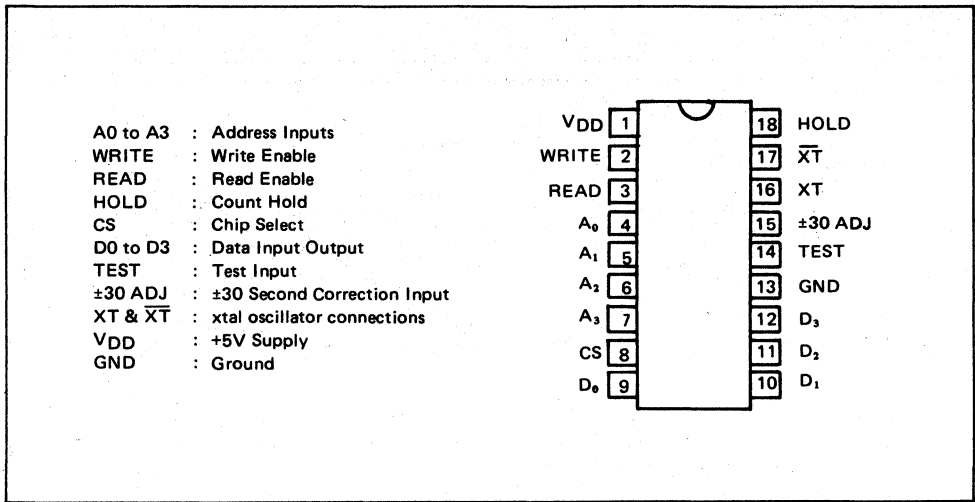 A0 to A3 : Address Inputs
WRITE : Write Enable
READ : Read Enable
HOLD : Count Hold
CS : Chip Select
D0 to D3 : Data Input Output
TEST : Test Input
±30 ADJ : ±30 Second Correction Input
XT & X̅T̅ : xtal oscillator connections
VDD : +5V Supply
GND : Ground
VDD 1
WRITE 2
READ 3
A₀ 4
A₁ 5
A₂ 6
A₃ 7
CS 8
D₀ 9
18 HOLD
17 X̅T̅
16 XT
15 ±30 ADJ
14 TEST
13 GND
12 D₃
11 D₂
10 D₁